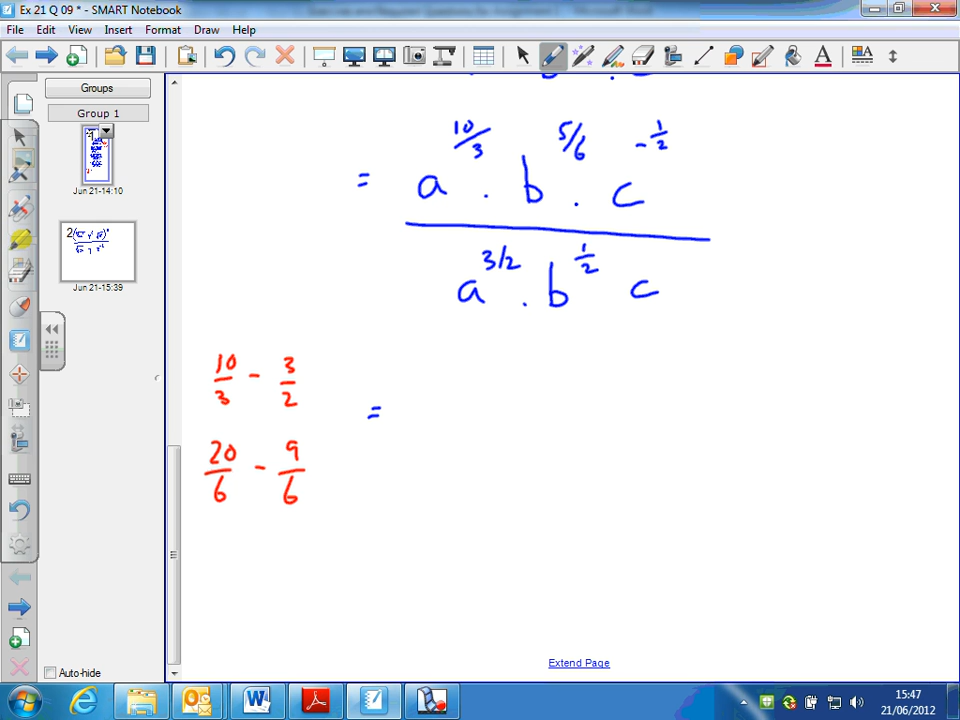 Ex 21 Q 09 * - SMART Notebook
File Edit View Insert Format Draw Help
Groups
Group 1
Jun 21-14:10
Jun 21-15:39
= a^10/3 . b^5/6 . c^-1/2
a^3/2 . b^1/2 c
10/3 - 3/2
=
20/6 - 9/6
Extend Page
Auto-hide
15:47
21/06/2012